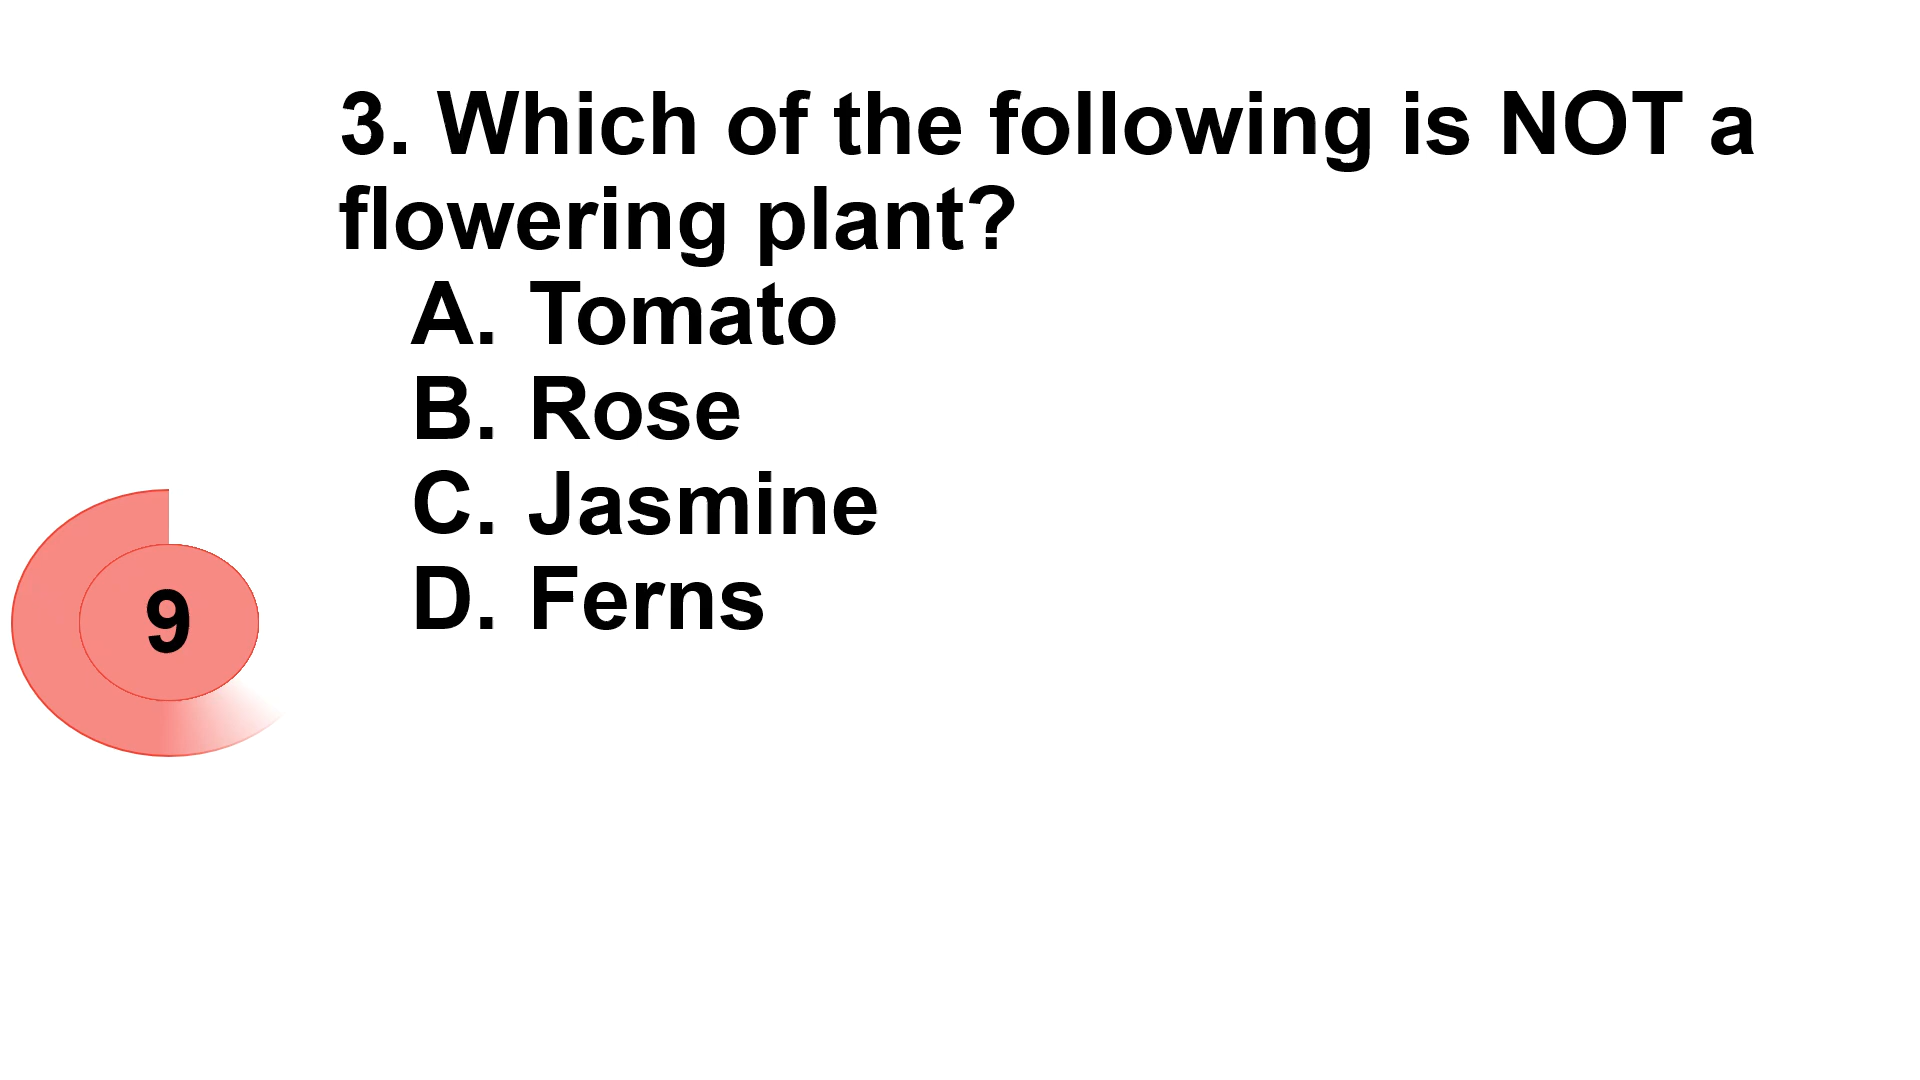 3. Which of the following is NOT a
flowering plant?
A. Tomato
B. Rose
C. Jasmine
D. Ferns
9